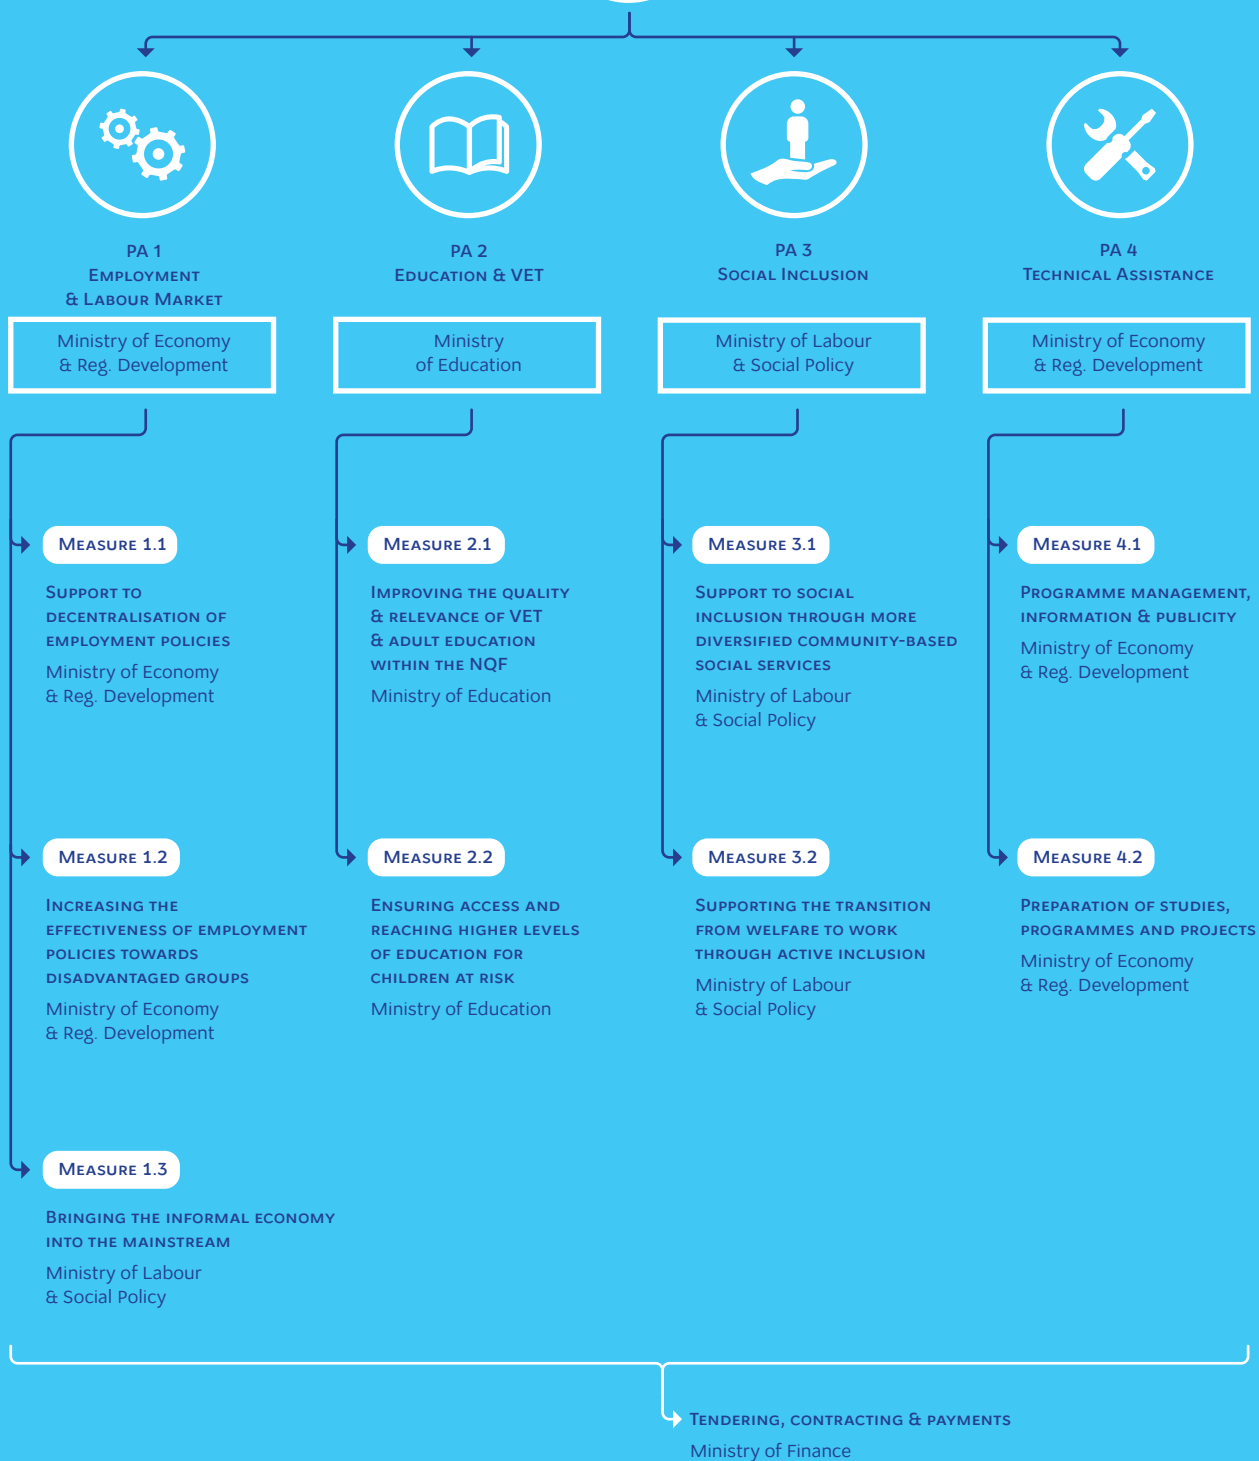 PA 1
Employment
& Labour Market
Ministry of Economy
& Reg. Development
PA 2
Education & VET
Ministry
of Education
PA 3
Social Inclusion
Ministry of Labour
& Social Policy
PA 4
Technical Assistance
Ministry of Economy
& Reg. Development
Measure 1.1
Support to
decentralisation of
employment policies
Ministry of Economy
& Reg. Development
Measure 2.1
Improving the quality
& relevance of VET
& adult education
within the NQF
Ministry of Education
Measure 3.1
Support to social
inclusion through more
diversified community-based
social services
Ministry of Labour
& Social Policy
Measure 4.1
Programme management,
information & publicity
Ministry of Economy
& Reg. Development
Measure 1.2
Increasing the
effectiveness of employment
policies towards
disadvantaged groups
Ministry of Economy
& Reg. Development
Measure 2.2
Ensuring access and
reaching higher levels
of education for
children at risk
Ministry of Education
Measure 3.2
Supporting the transition
from welfare to work
through active inclusion
Ministry of Labour
& Social Policy
Measure 4.2
Preparation of studies,
programmes and projects
Ministry of Economy
& Reg. Development
Measure 1.3
Bringing the informal economy
into the mainstream
Ministry of Labour
& Social Policy
Tendering, contracting & payments
Ministry of Finance